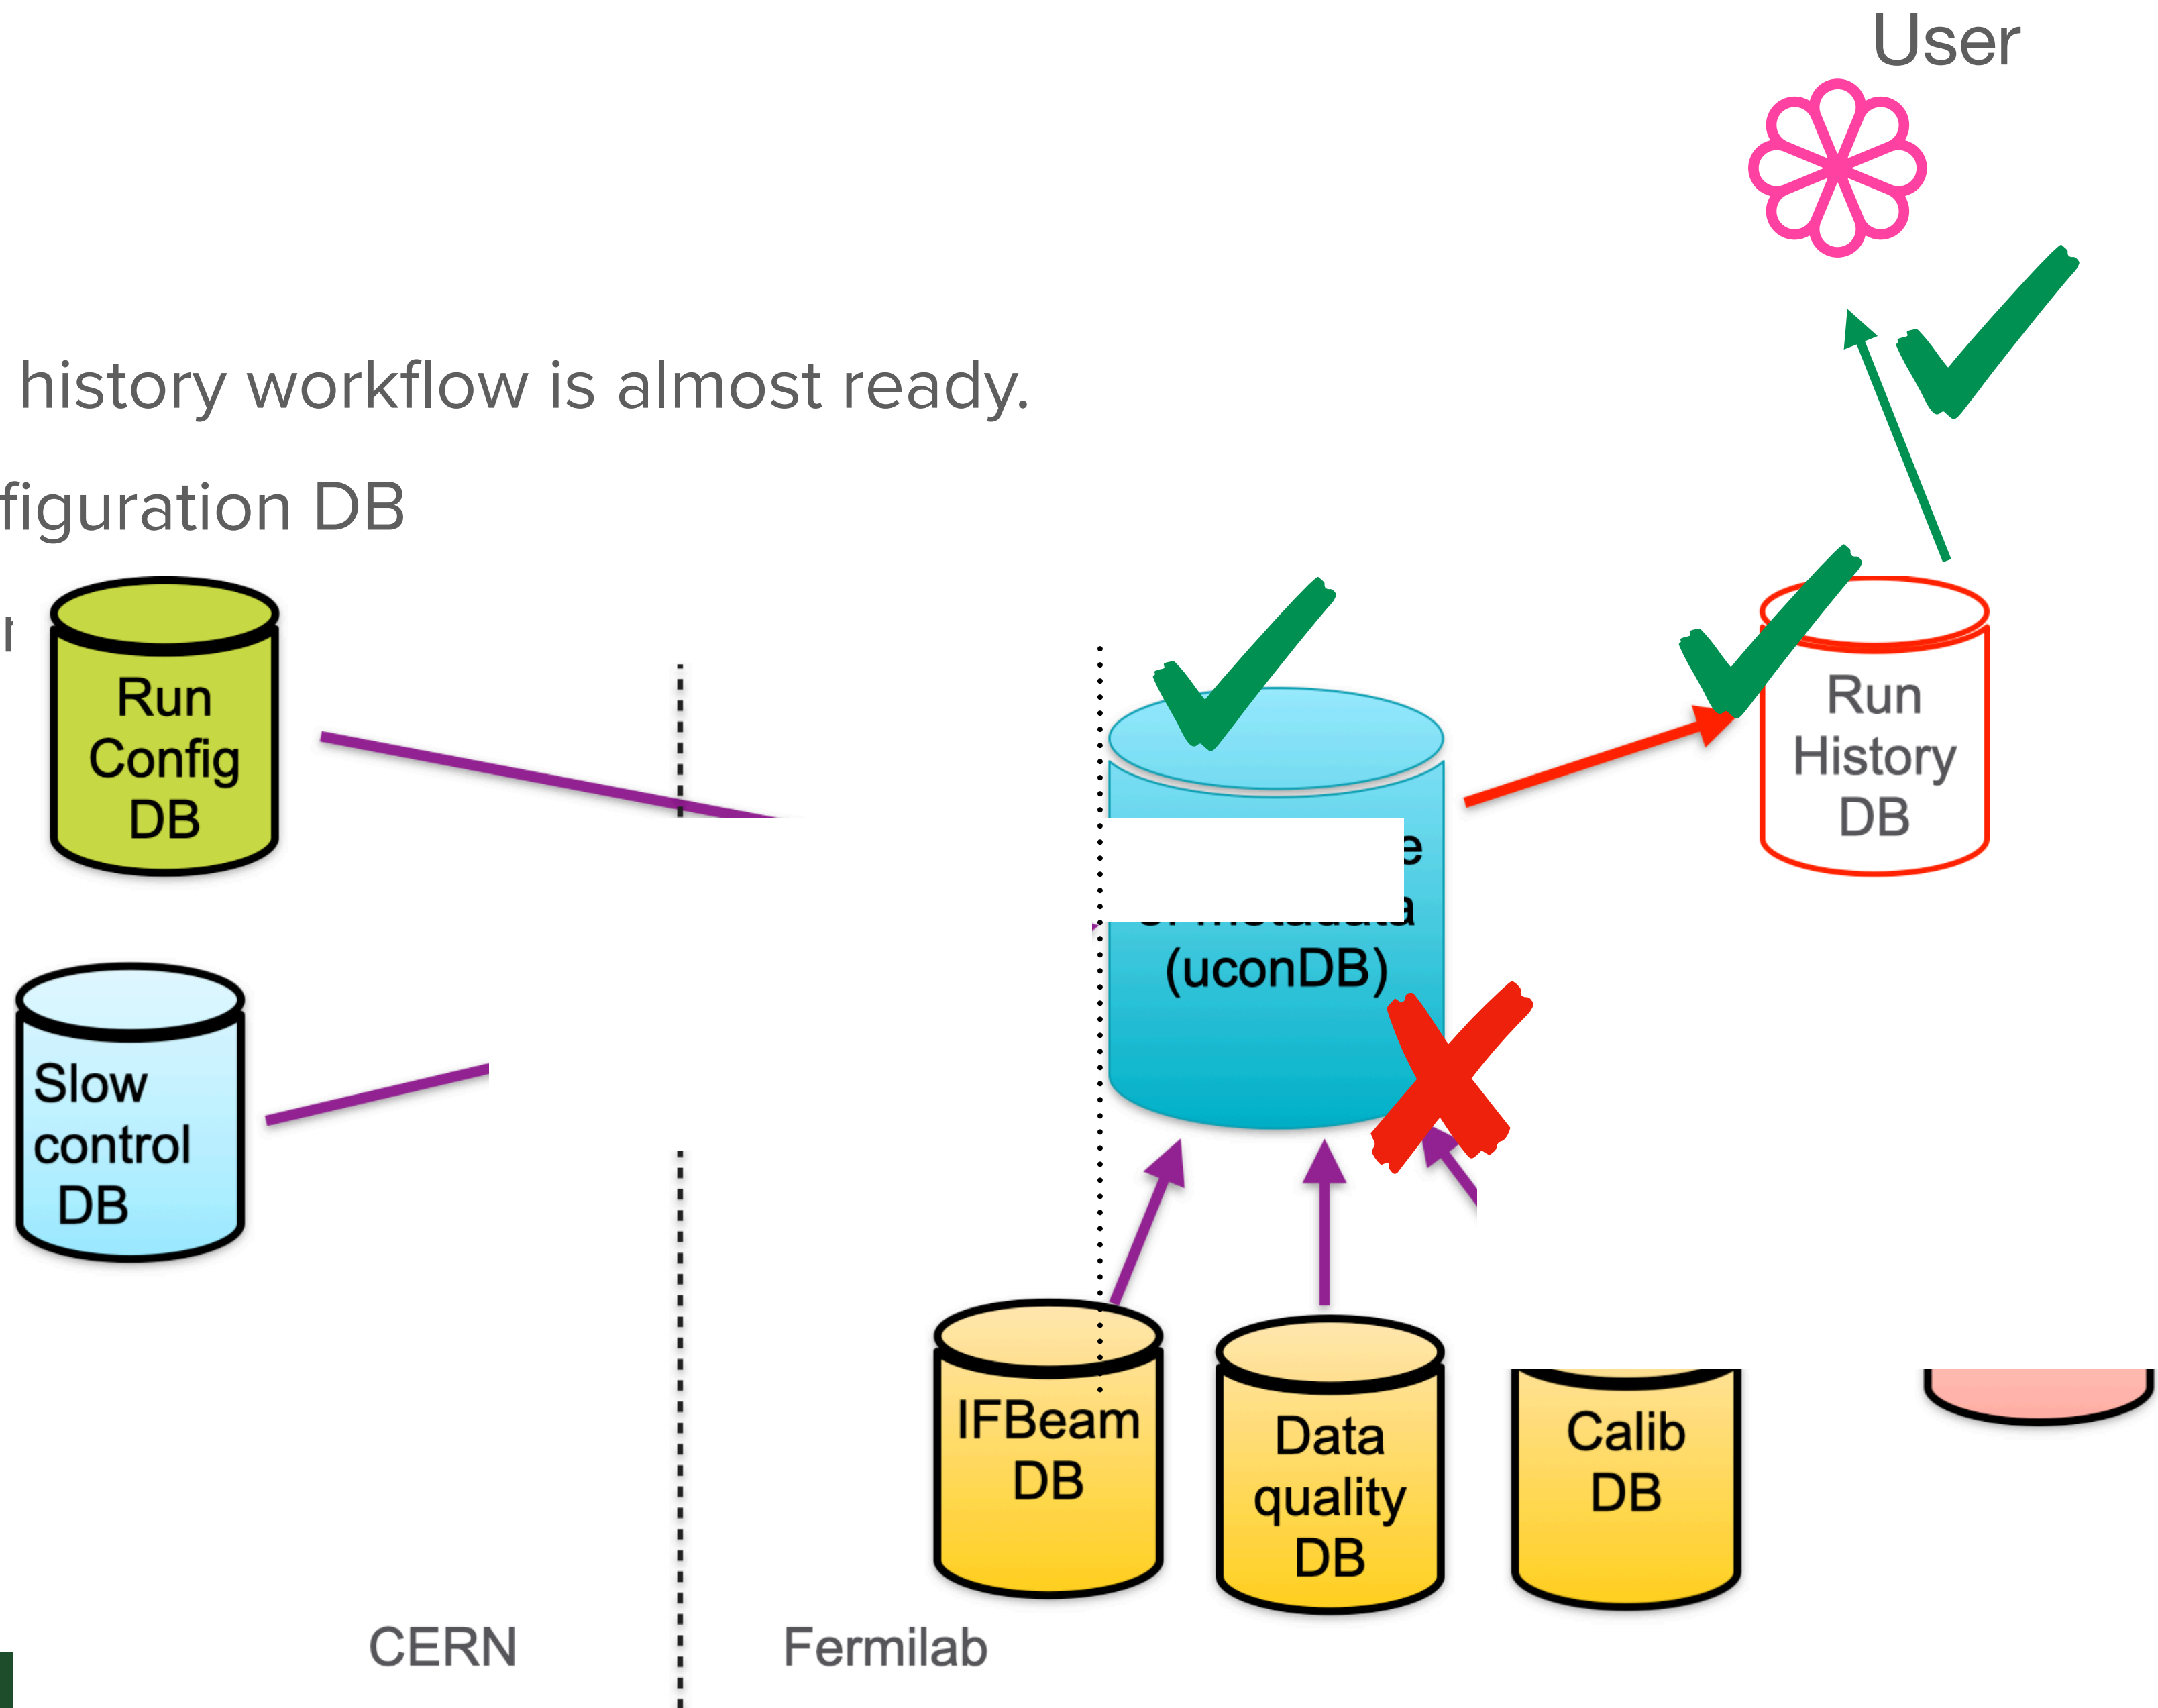 User
history workflow is almost ready.
figuration DB
Run
Config
DB
Run
History
DB
metadata
(uconDB)
Slow
control
DB
IFBeam
DB
Data
quality
DB
Calib
DB
CERN
Fermilab